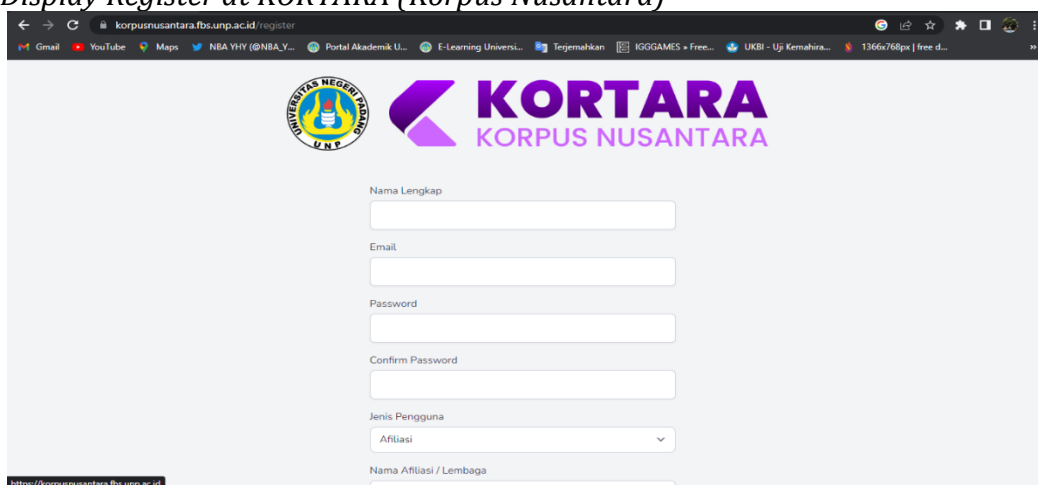 Display Register at KORTARA (Korpus Nusantara)
korpusnusantara.fbs.unp.ac.id/register
Gmail YouTube Maps NBA YHY (@NBA_Y... Portal Akademik U... E-Learning Universi... Terjemahkan IGGGAMES » Free... UKBI - Uji Kemahira... 1366x768px | free d... »
UNIVERSITAS NEGERI PADANG
UNP
KORTARA
KORPUS NUSANTARA
Nama Lengkap
Email
Password
Confirm Password
Jenis Pengguna
Afiliasi
Nama Afiliasi / Lembaga
https://korpusnusantara.fbs.unp.ac.id